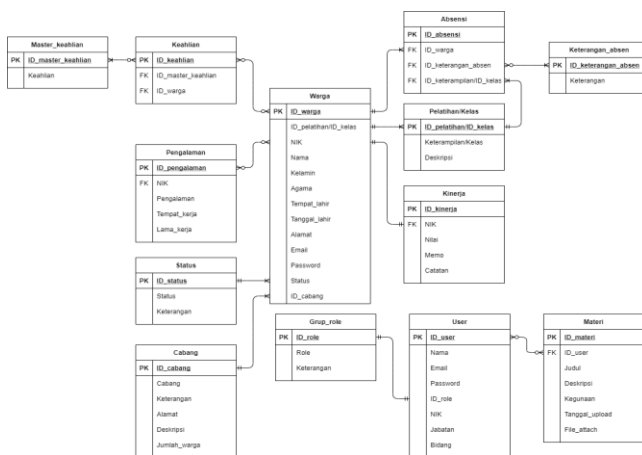 Master_keahlian
PK ID_master_keahlian
Keahlian
Keahlian
PK ID_keahlian
FK ID_master_keahlian
FK ID_warga
Pengalaman
PK ID_pengalaman
FK NIK
Pengalaman
Tempat_kerja
Lama_kerja
Status
PK ID_status
Status
Keterangan
Cabang
PK ID_cabang
Cabang
Keterangan
Alamat
Deskripsi
Jumlah_warga
Warga
PK ID_warga
ID_pelatihan/ID_kelas
NIK
Nama
Kelamin
Agama
Tempat_lahir
Tanggal_lahir
Alamat
Email
Password
Status
ID_cabang
Absensi
PK ID_absensi
FK ID_warga
FK ID_keterangan_absen
FK ID_keterampilan/ID_kelas
Keterangan_absen
PK ID_keterangan_absen
Keterangan
Pelatihan/Kelas
PK ID_pelatihan/ID_kelas
Keterampilan/Kelas
Deskripsi
Kinerja
PK ID_kinerja
FK NIK
Nilai
Memo
Catatan
Grup_role
PK ID_role
Role
Keterangan
User
PK ID_user
Nama
Email
Password
ID_role
NIK
Jabatan
Bidang
Materi
PK ID_materi
FK ID_user
Judul
Deskripsi
Kegunaan
Tanggal_upload
File_attach